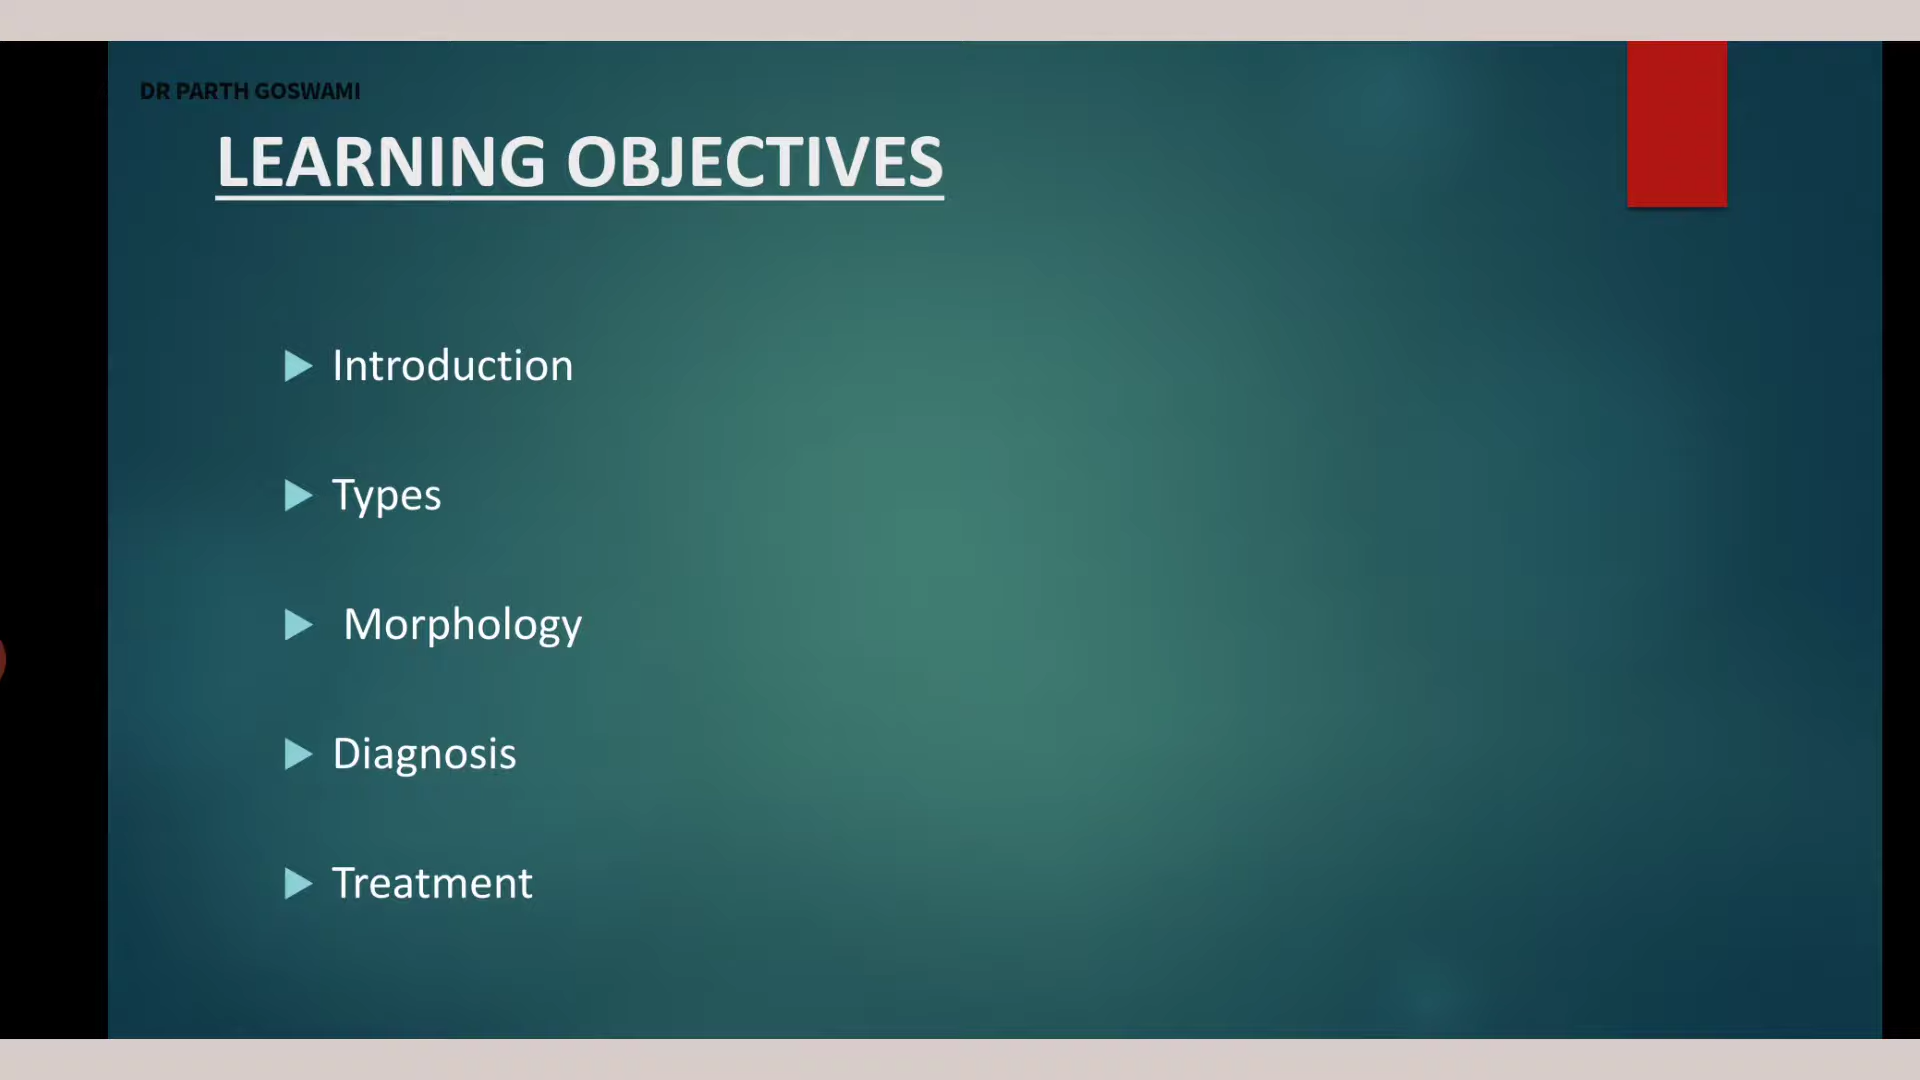 DR PARTH GOSWAMI
LEARNING OBJECTIVES
Introduction
Types
Morphology
Diagnosis
Treatment